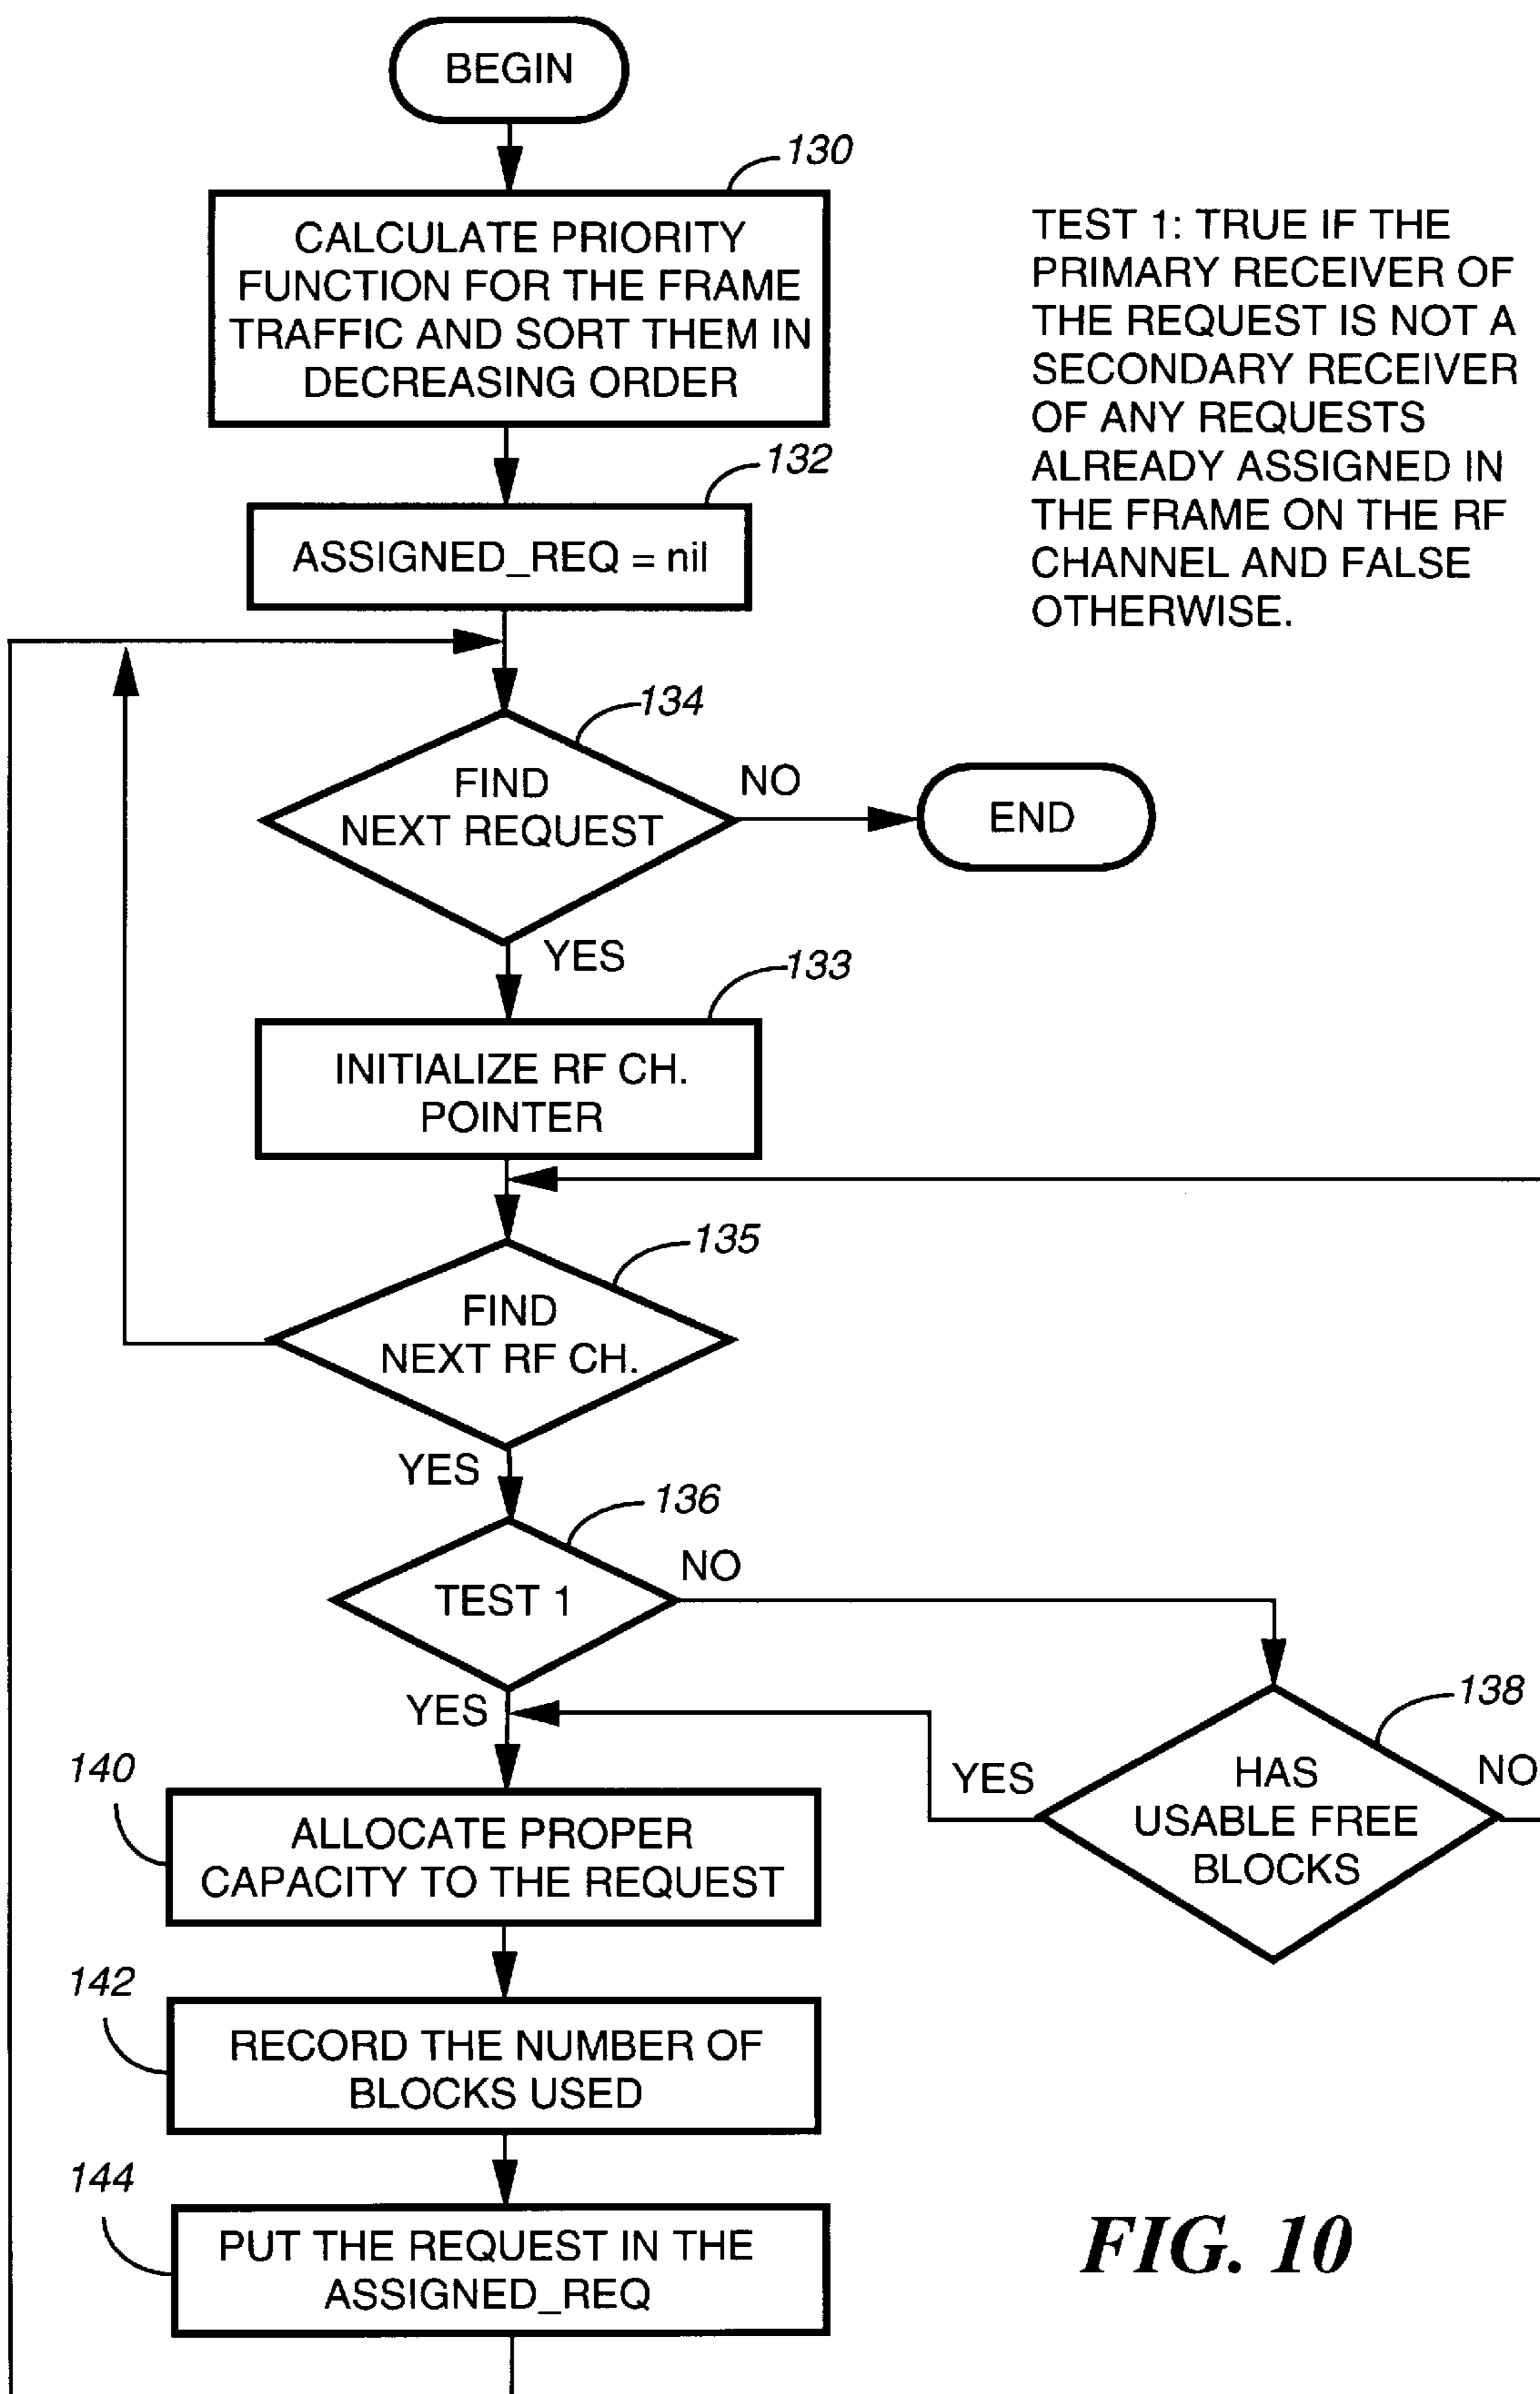 BEGIN
130
CALCULATE PRIORITY
FUNCTION FOR THE FRAME
TRAFFIC AND SORT THEM IN
DECREASING ORDER
TEST 1: TRUE IF THE
PRIMARY RECEIVER OF
THE REQUEST IS NOT A
SECONDARY RECEIVER
OF ANY REQUESTS
ALREADY ASSIGNED IN
THE FRAME ON THE RF
CHANNEL AND FALSE
OTHERWISE.
132
ASSIGNED_REQ = nil
134
FIND
NEXT REQUEST
NO
END
YES
133
INITIALIZE RF CH.
POINTER
135
FIND
NEXT RF CH.
YES
136
TEST 1
NO
YES
138
HAS
USABLE FREE
BLOCKS
YES
NO
140
ALLOCATE PROPER
CAPACITY TO THE REQUEST
142
RECORD THE NUMBER OF
BLOCKS USED
144
PUT THE REQUEST IN THE
ASSIGNED_REQ
FIG. 10